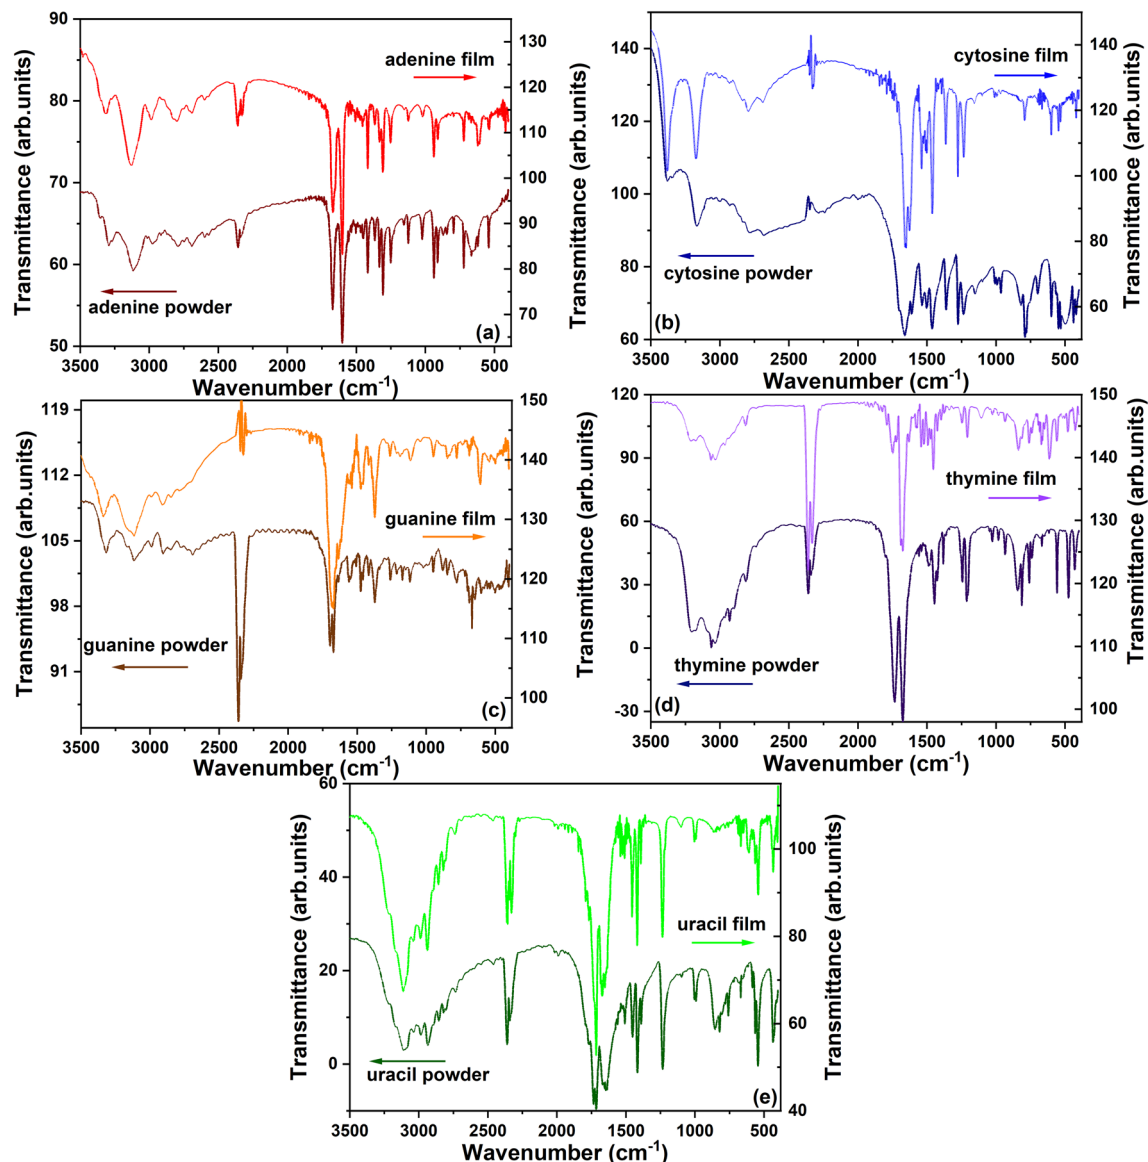 90
80
70
60
50
Transmittance (arb.units)
adenine film
adenine powder
(a)
130
120
110
100
90
80
70
Transmittance (arb.units)
3500 3000 2500 2000 1500 1000 500
Wavenumber (cm-1)
140
120
100
80
60
Transmittance (arb.units)
cytosine film
cytosine powder
(b)
140
120
100
80
60
Transmittance (arb.units)
3500 3000 2500 2000 1500 1000 500
Wavenumber (cm-1)
119
112
105
98
91
Transmittance (arb.units)
guanine film
guanine powder
(c)
150
140
130
120
110
100
Transmittance (arb.units)
3500 3000 2500 2000 1500 1000 500
Wavenumber (cm-1)
120
90
60
30
0
-30
Transmittance (arb.units)
thymine film
thymine powder
(d)
150
140
130
120
110
100
Transmittance (arb.units)
3500 3000 2500 2000 1500 1000 500
Wavenumber (cm-1)
60
40
20
0
Transmittance (arb.units)
uracil film
uracil powder
(e)
100
80
60
40
Transmittance (arb.units)
3500 3000 2500 2000 1500 1000 500
Wavenumber (cm-1)